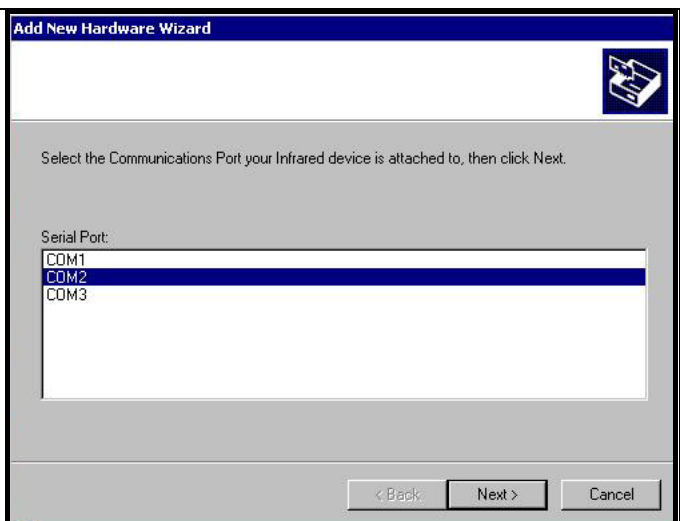 Add New Hardware Wizard
Select the Communications Port your Infrared device is attached to, then click Next.
Serial Port:
COM1
COM2
COM3
< Back
Next >
Cancel